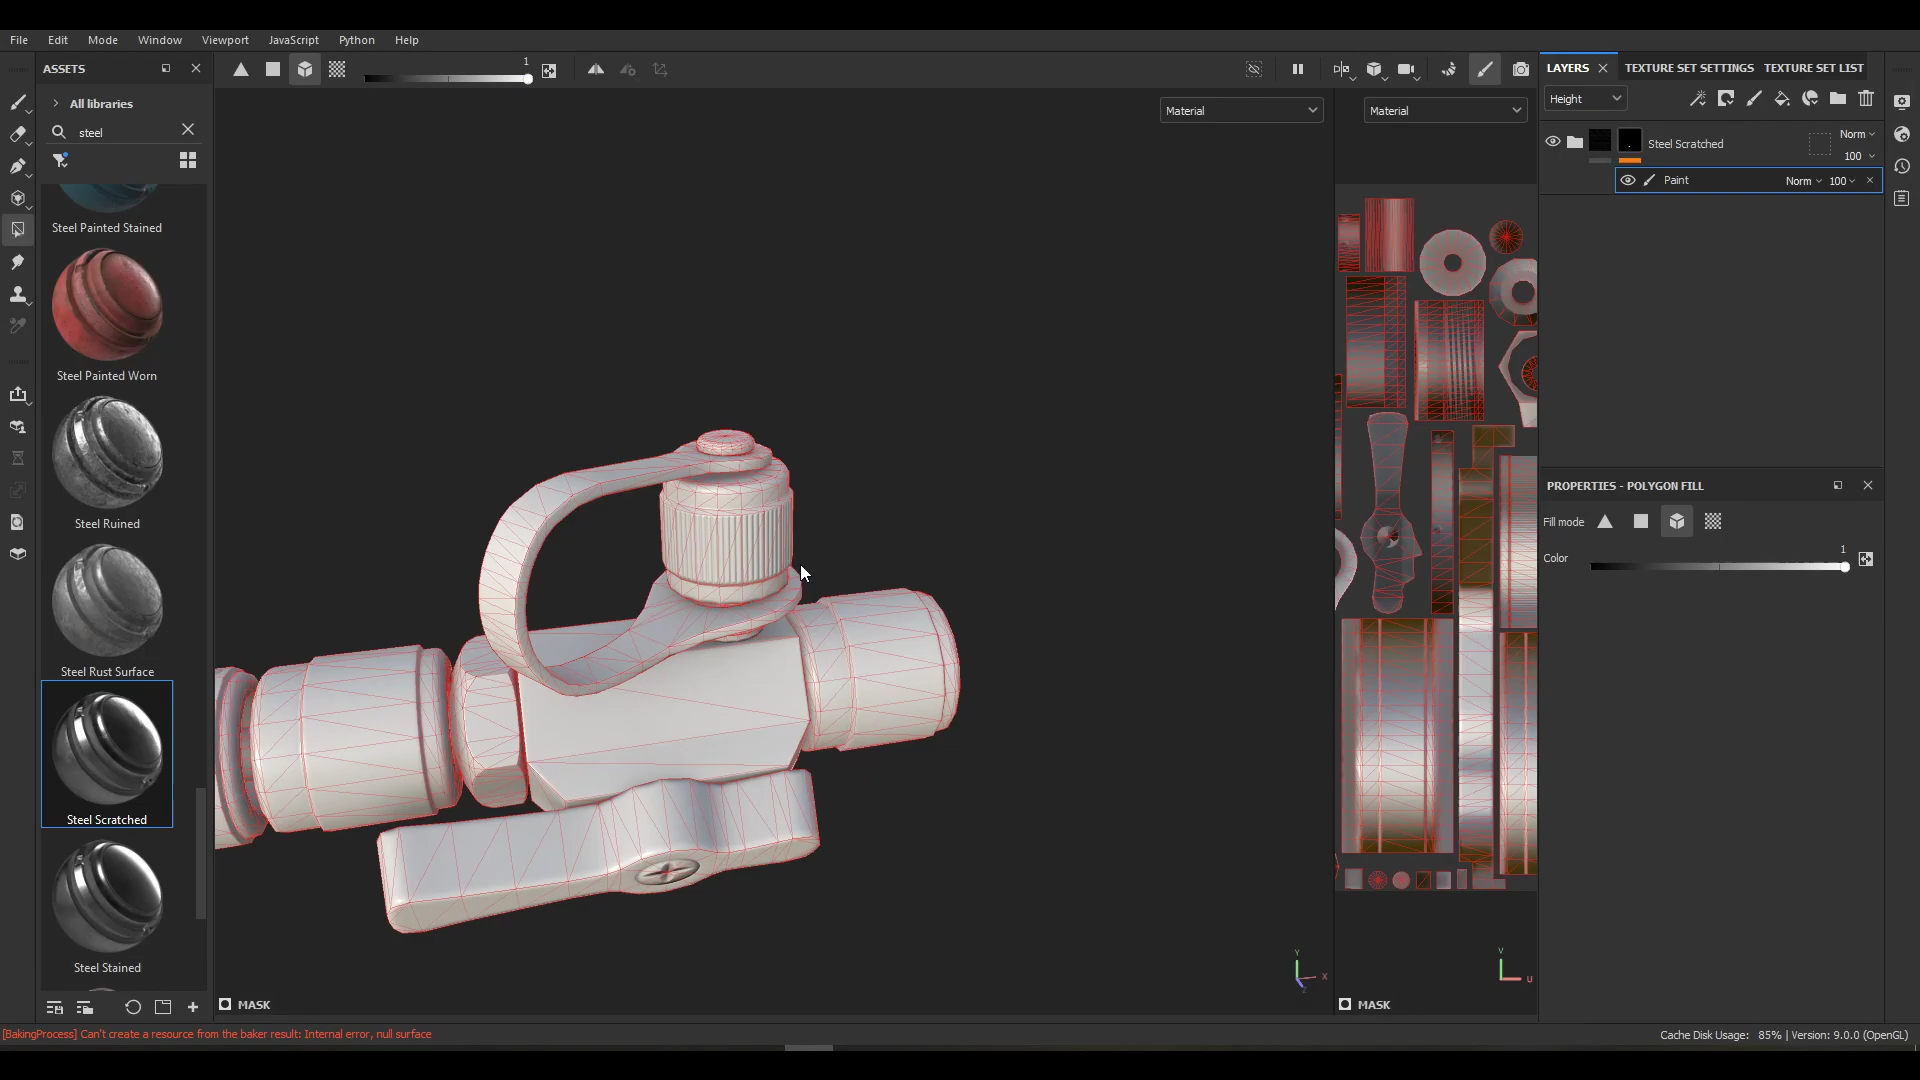 File Edit Mode Window Viewport JavaScript Python Help
ASSETS
1
LAYERS TEXTURE SET SETTINGS TEXTURE SET LIST
All libraries
steel
Material
Material
Height
Steel Scratched
Norm
100
Paint Norm 100
Steel Painted Stained
Steel Painted Worn
Steel Ruined
Steel Rust Surface
Steel Scratched
Steel Stained
PROPERTIES - POLYGON FILL
Fill mode
Color
1
Y
X
Z
V
U
MASK
MASK
[BakingProcess] Can't create a resource from the baker result: Internal error, null surface
Cache Disk Usage: 85% | Version: 9.0.0 (OpenGL)